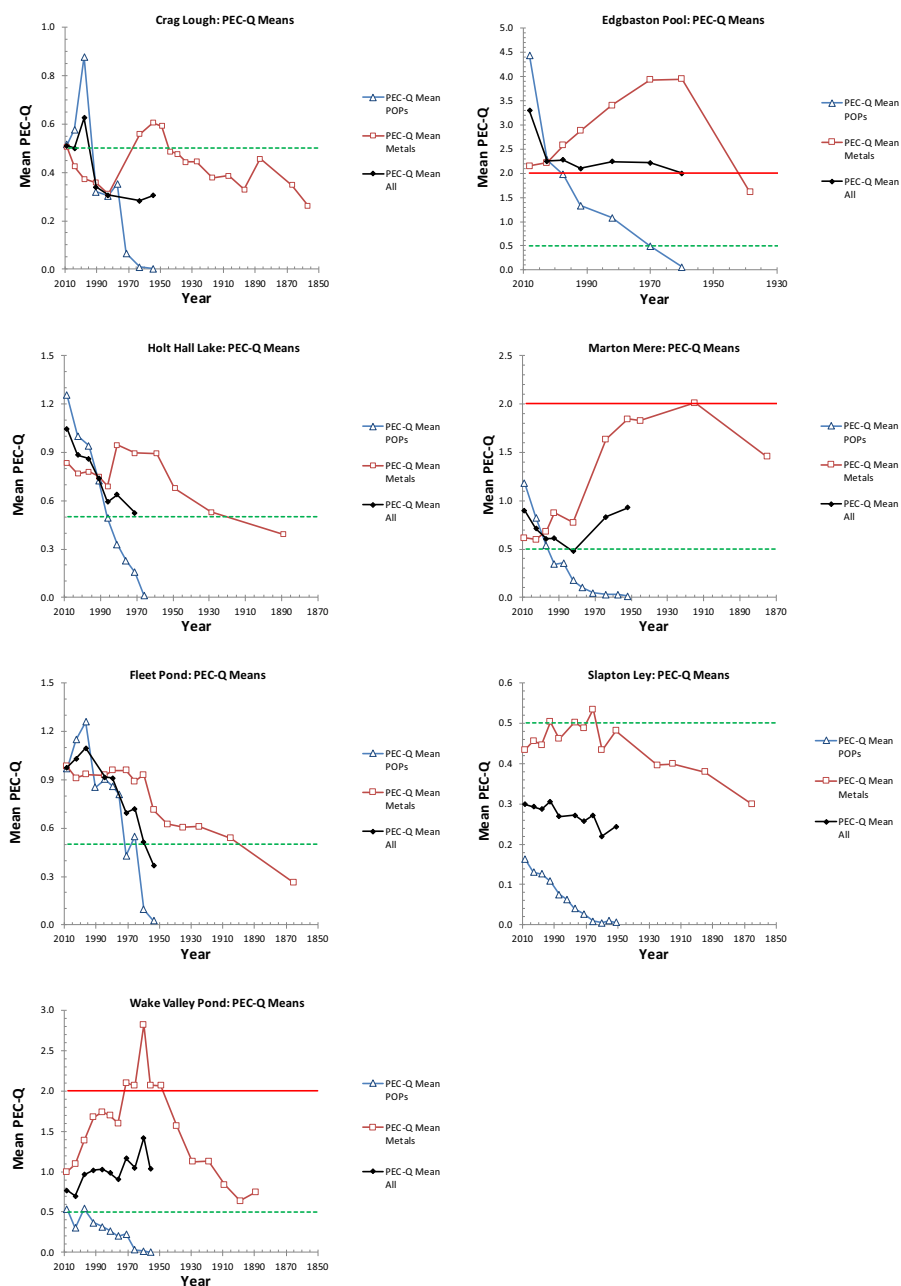 Crag Lough: PEC-Q Means
Mean PEC-Q
1.0
0.8
0.6
0.4
0.2
0.0
2010 1990 1970 1950 1930 1910 1890 1870 1850
Year
PEC-Q Mean
POPs
PEC-Q Mean
Metals
PEC-Q Mean
All
Edgbaston Pool: PEC-Q Means
Mean PEC-Q
5.0
4.5
4.0
3.5
3.0
2.5
2.0
1.5
1.0
0.5
0.0
2010 1990 1970 1950 1930
Year
PEC-Q Mean
POPs
PEC-Q Mean
Metals
PEC-Q Mean
All
Holt Hall Lake: PEC-Q Means
Mean PEC-Q
1.5
1.2
0.9
0.6
0.3
0.0
2010 1990 1970 1950 1930 1910 1890 1870
Year
PEC-Q Mean
POPs
PEC-Q Mean
Metals
PEC-Q Mean
All
Marton Mere: PEC-Q Means
Mean PEC-Q
2.5
2.0
1.5
1.0
0.5
0.0
2010 1990 1970 1950 1930 1910 1890 1870
Year
PEC-Q Mean
POPs
PEC-Q Mean
Metals
PEC-Q Mean
All
Fleet Pond: PEC-Q Means
Mean PEC-Q
1.5
1.2
0.9
0.6
0.3
0.0
2010 1990 1970 1950 1930 1910 1890 1870 1850
Year
PEC-Q Mean
POPs
PEC-Q Mean
Metals
PEC-Q Mean
All
Slapton Ley: PEC-Q Means
Mean PEC-Q
0.6
0.5
0.4
0.3
0.2
0.1
0.0
2010 1990 1970 1950 1930 1910 1890 1870 1850
Year
PEC-Q Mean
POPs
PEC-Q Mean
Metals
PEC-Q Mean
All
Wake Valley Pond: PEC-Q Means
Mean PEC-Q
3.0
2.5
2.0
1.5
1.0
0.5
0.0
2010 1990 1970 1950 1930 1910 1890 1870 1850
Year
PEC-Q Mean
POPs
PEC-Q Mean
Metals
PEC-Q Mean
All